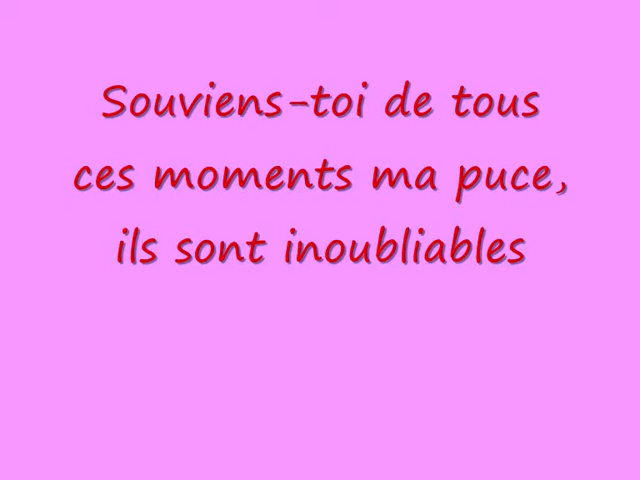 Souviens-toi de tous
ces moments ma puce,
ils sont inoubliables